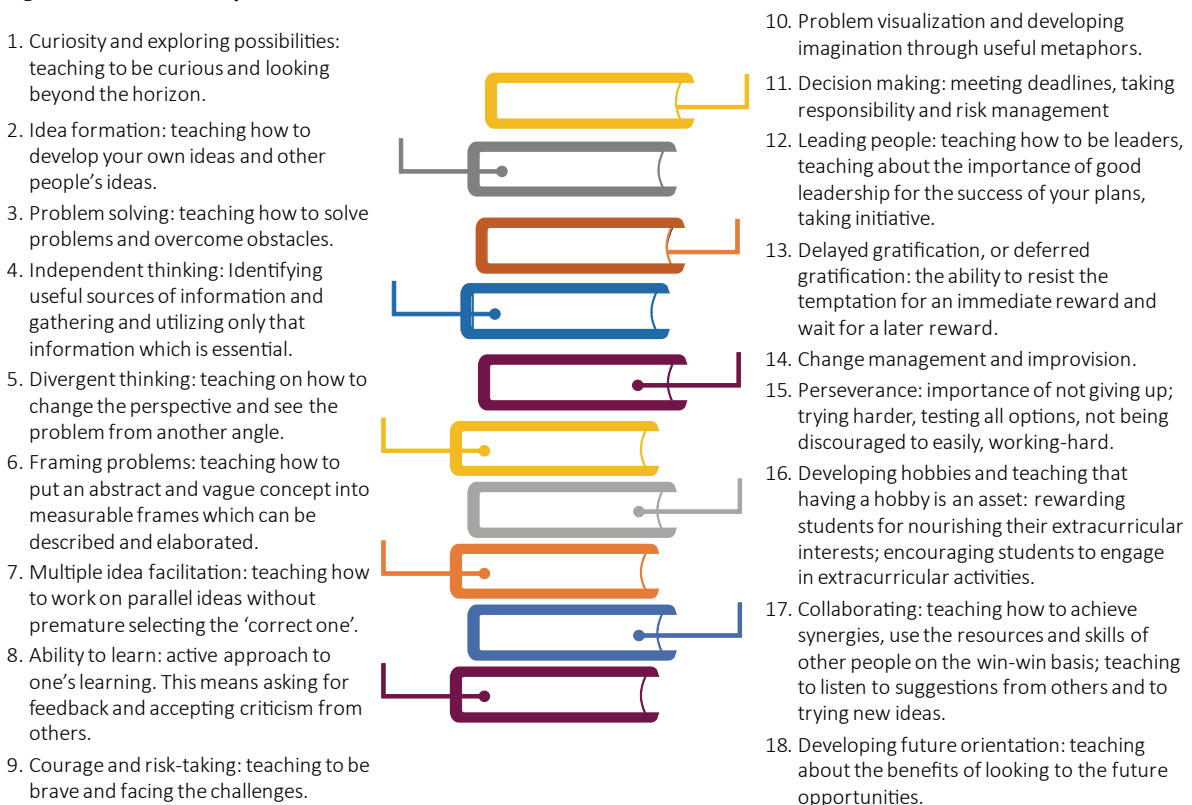 1. Curiosity and exploring possibilities:
teaching to be curious and looking
beyond the horizon.
2. Idea formation: teaching how to
develop your own ideas and other
people's ideas.
3. Problem solving: teaching how to solve
problems and overcome obstacles.
4. Independent thinking: Identifying
useful sources of information and
gathering and utilizing only that
information which is essential.
5. Divergent thinking: teaching on how to
change the perspective and see the
problem from another angle.
6. Framing problems: teaching how to
put an abstract and vague concept into
measurable frames which can be
described and elaborated.
7. Multiple idea facilitation: teaching how
to work on parallel ideas without
premature selecting the ‘correct one’.
8. Ability to learn: active approach to
one’s learning. This means asking for
feedback and accepting criticism from
others.
9. Courage and risk-taking: teaching to be
brave and facing the challenges.
10. Problem visualization and developing
imagination through useful metaphors.
11. Decision making: meeting deadlines, taking
responsibility and risk management
12. Leading people: teaching how to be leaders,
teaching about the importance of good
leadership for the success of your plans,
taking initiative.
13. Delayed gratification, or deferred
gratification: the ability to resist the
temptation for an immediate reward and
wait for a later reward.
14. Change management and improvision.
15. Perseverance: importance of not giving up;
trying harder, testing all options, not being
discouraged to easily, working-hard.
16. Developing hobbies and teaching that
having a hobby is an asset: rewarding
students for nourishing their extracurricular
interests; encouraging students to engage
in extracurricular activities.
17. Collaborating: teaching how to achieve
synergies, use the resources and skills of
other people on the win-win basis; teaching
to listen to suggestions from others and to
trying new ideas.
18. Developing future orientation: teaching
about the benefits of looking to the future
opportunities.